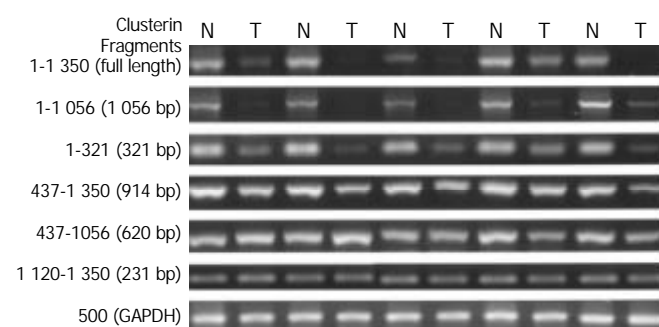 Clusterin N T N T N T N T N T
Fragments
1-1 350 (full length)
1-1 056 (1 056 bp)
1-321 (321 bp)
437-1 350 (914 bp)
437-1056 (620 bp)
1 120-1 350 (231 bp)
500 (GAPDH)